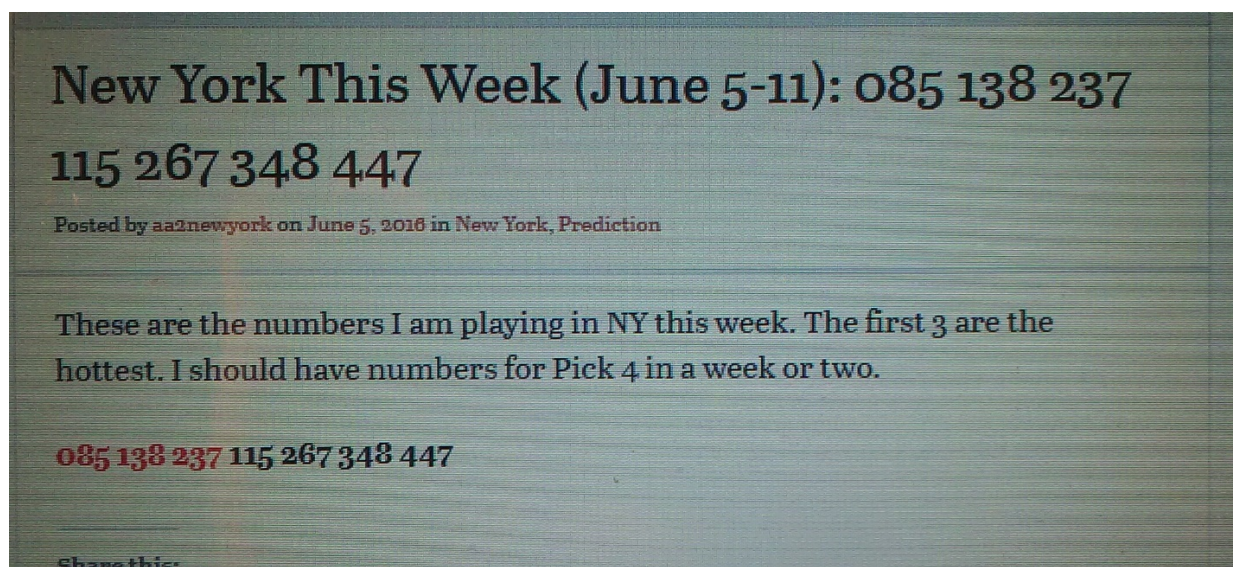 New York This Week (June 5-11): 085 138 237
115 267 348 447
Posted by aa2newyork on June 5, 2016 in New York, Prediction
These are the numbers I am playing in NY this week. The first 3 are the
hottest. I should have numbers for Pick 4 in a week or two.
085 138 237 115 267 348 447
Share this: